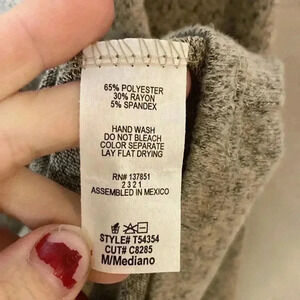 65% POLYESTER
30% RAYON
5% SPANDEX
HAND WASH
DO NOT BLEACH
COLOR SEPARATE
LAY FLAT DRYING
RN# 137851
2321
ASSEMBLED IN MEXICO
STYLE# T54354
CUT# C8285
M/Mediano